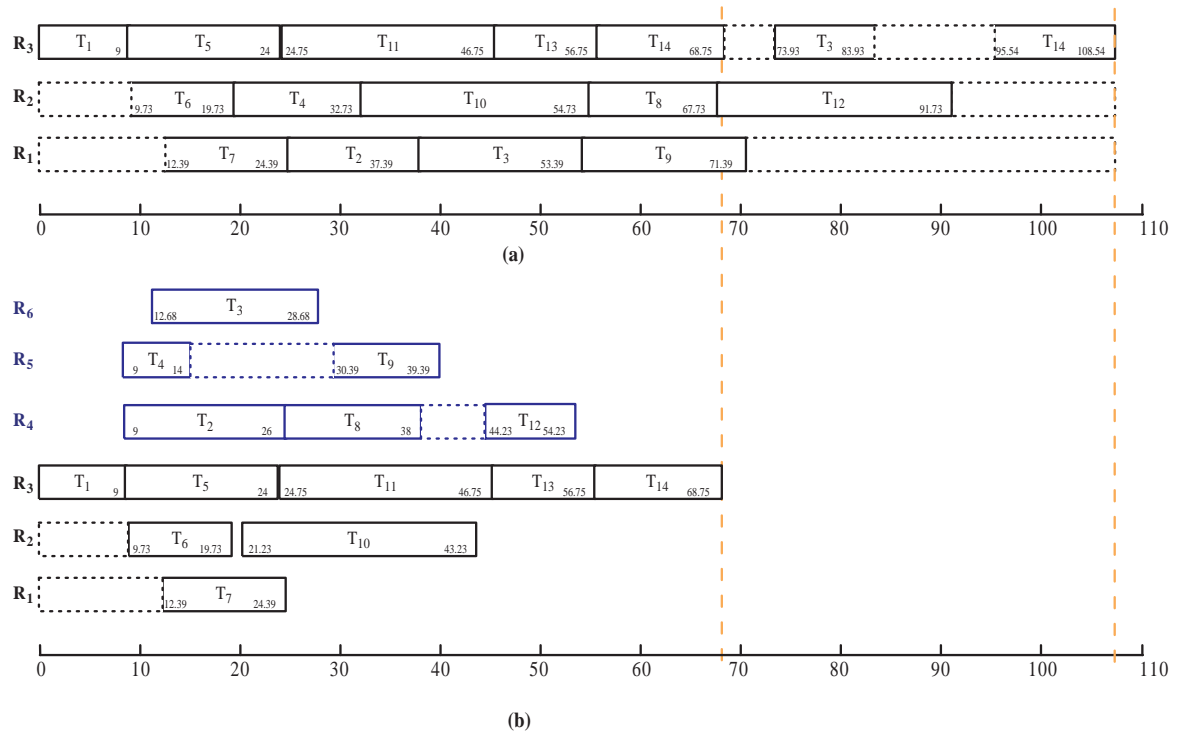 R3 T1 9 T5 24 24.75 T11 46.75 T13 56.75 T14 68.75 73.93 T3 83.93 95.54 T14 108.54
R2 9.73 T6 19.73 T4 32.73 T10 54.73 T8 67.73 T12 91.73
R1 12.39 T7 24.39 T2 37.39 T3 53.39 T9 71.39
0 10 20 30 40 50 60 70 80 90 100 110
(a)
R6 12.68 T3 28.68
R5 9 T4 14 30.39 T9 39.39
R4 9 T2 26 T8 38 44.23 T12 54.23
R3 T1 9 T5 24 24.75 T11 46.75 T13 56.75 T14 68.75
R2 9.73 T6 19.73 21.23 T10 43.23
R1 12.39 T7 24.39
0 10 20 30 40 50 60 70 80 90 100 110
(b)